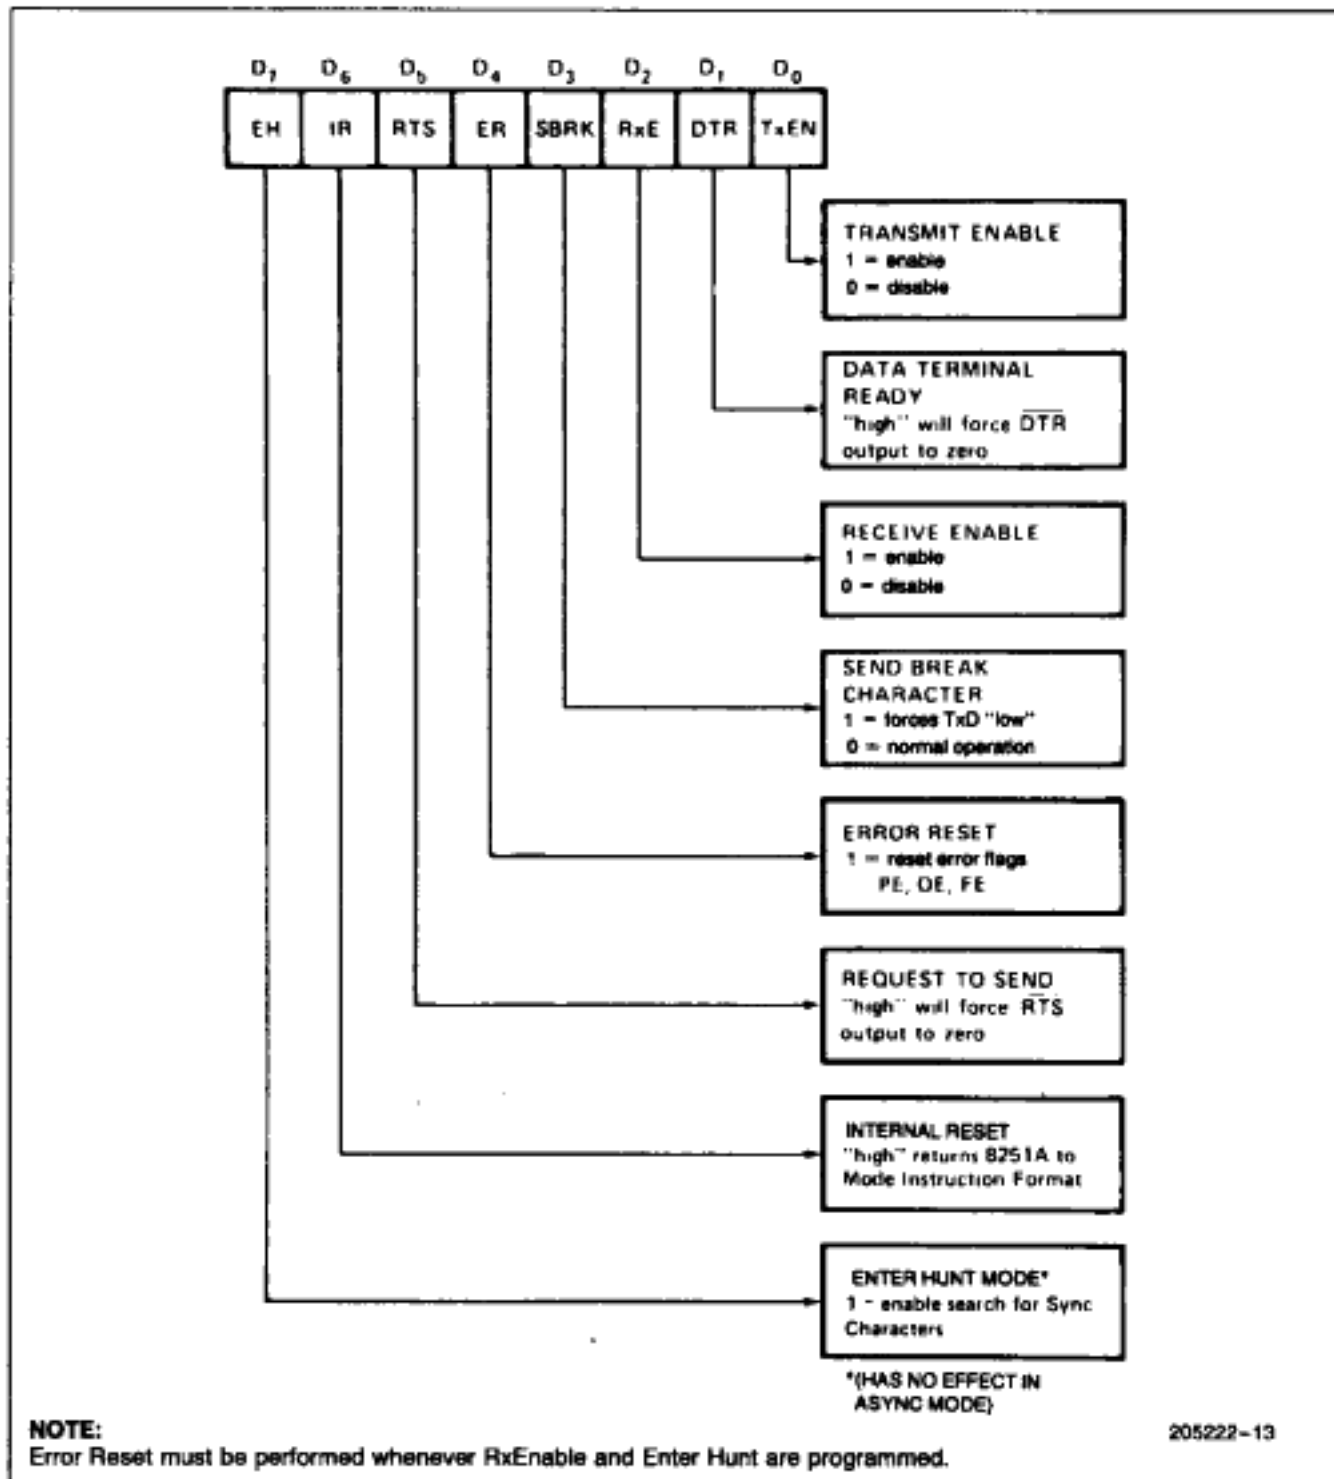 D7 D6 D5 D4 D3 D2 D1 D0
EH IR RTS ER SBRK RxE DTR TxEN
TRANSMIT ENABLE
1 = enable
0 = disable
DATA TERMINAL
READY
"high" will force D̅T̅R̅
output to zero
RECEIVE ENABLE
1 = enable
0 = disable
SEND BREAK
CHARACTER
1 = forces TxD "low"
0 = normal operation
ERROR RESET
1 = reset error flags
PE, OE, FE
REQUEST TO SEND
"high" will force R̅T̅S̅
output to zero
INTERNAL RESET
"high" returns 8251A to
Mode Instruction Format
ENTER HUNT MODE*
1 = enable search for Sync
Characters
*(HAS NO EFFECT IN
ASYNC MODE)
205222-13
NOTE:
Error Reset must be performed whenever RxEnable and Enter Hunt are programmed.